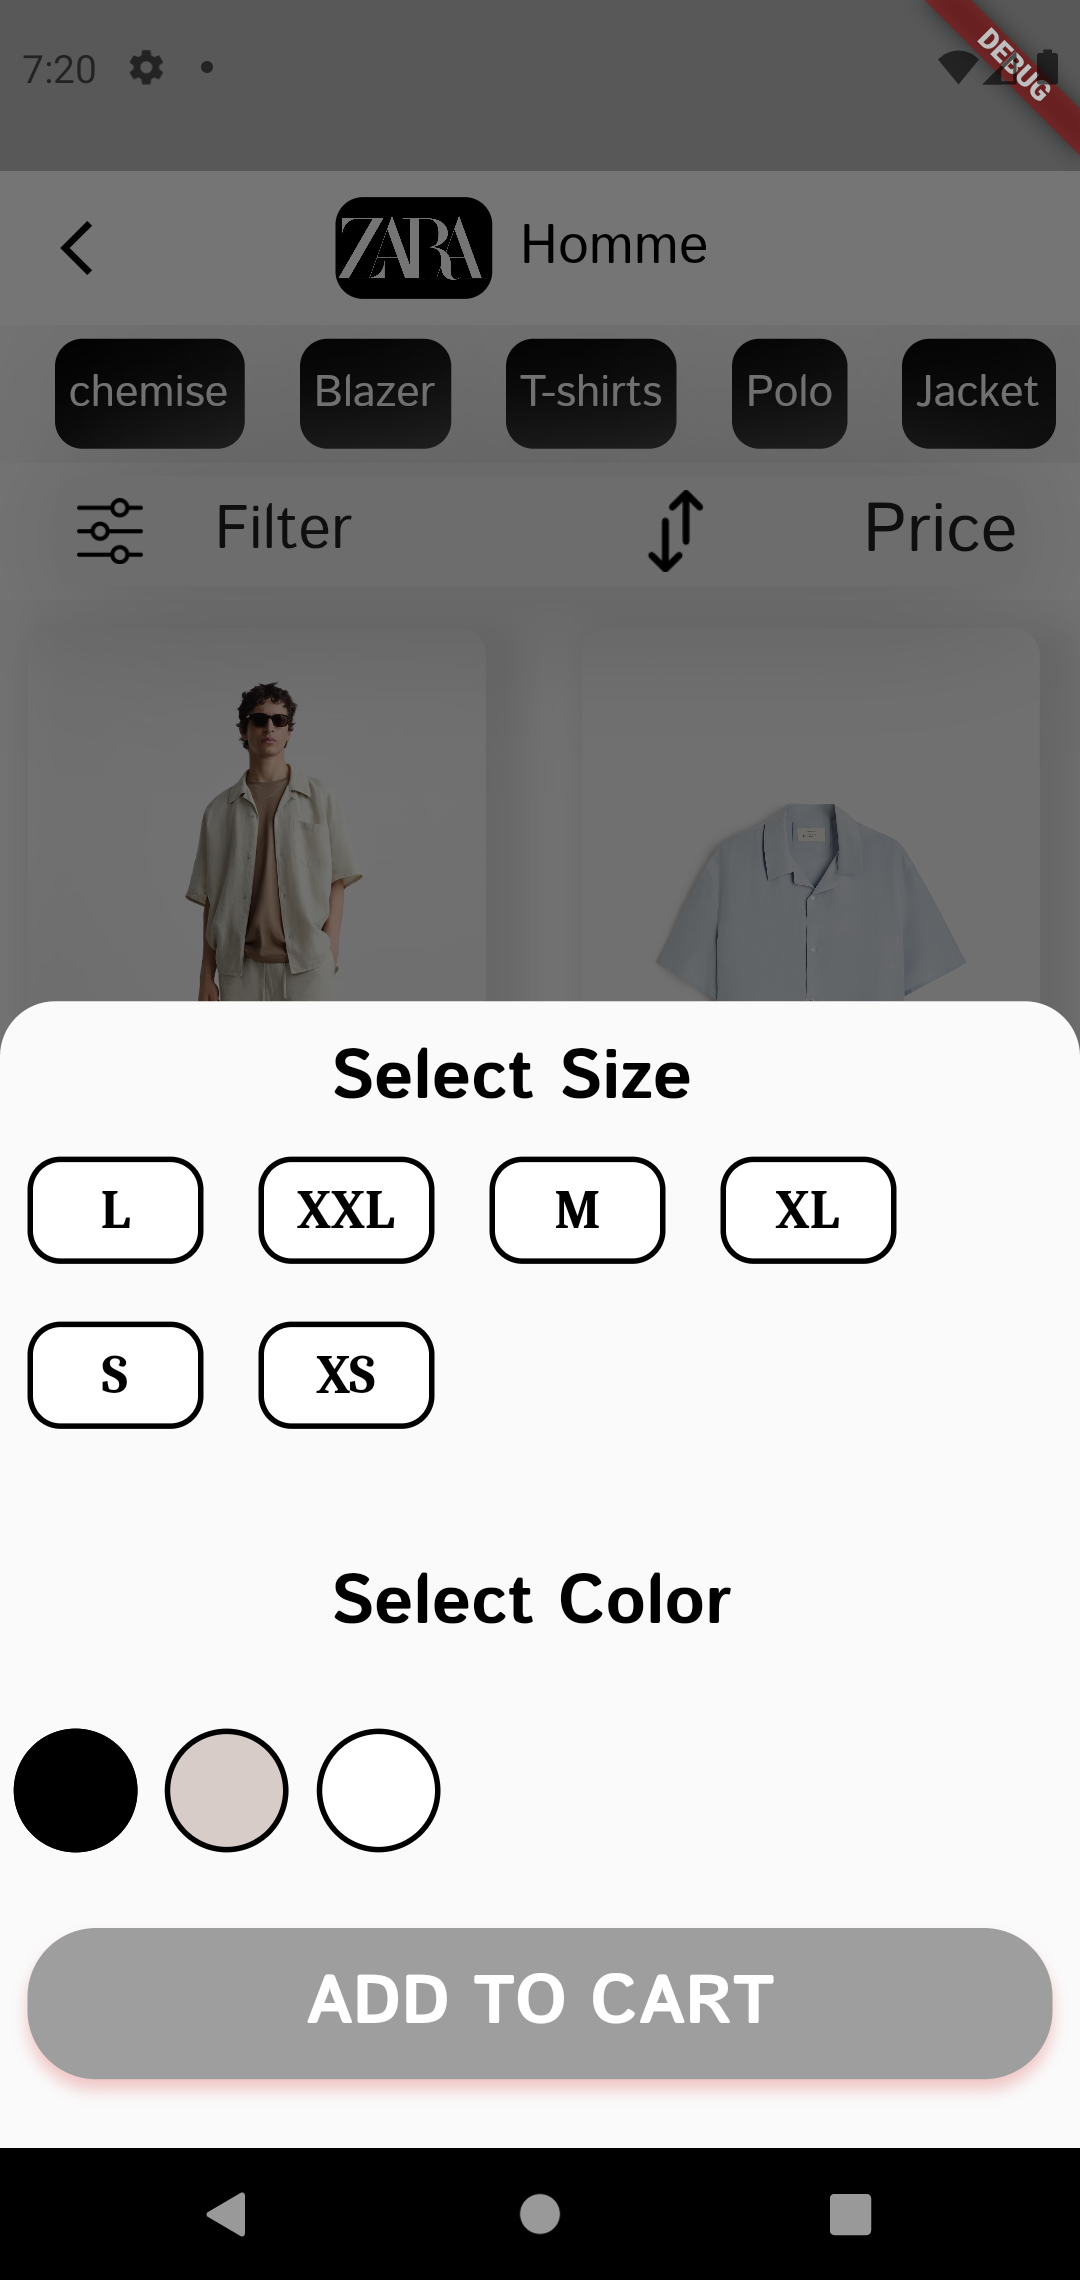 7:20
DEBUG
ZARA Homme
chemise Blazer T-shirts Polo Jacket
Filter Price
Select Size
L XXL M XL
S XS
Select Color
ADD TO CART